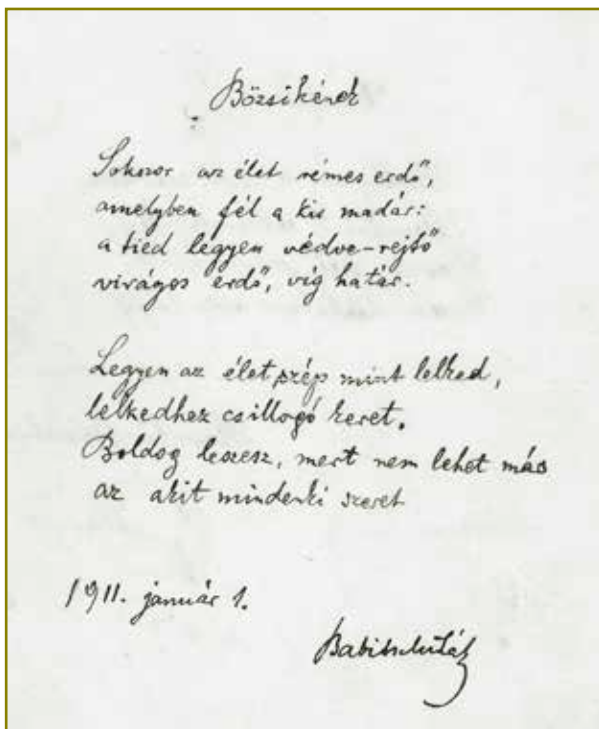 Bözsikének
Sokszor az élet rémes erdő,
amelyben fél a kis madár:
a tied legyen védve-rejtő
virágos erdő, víg határ.
Legyen az élet szép mint lelked,
lelkedhez csillogó keret.
Boldog leszesz, mert nem lehet más
az akit mindenki szeret
1911. január 1.
Babits Mihály